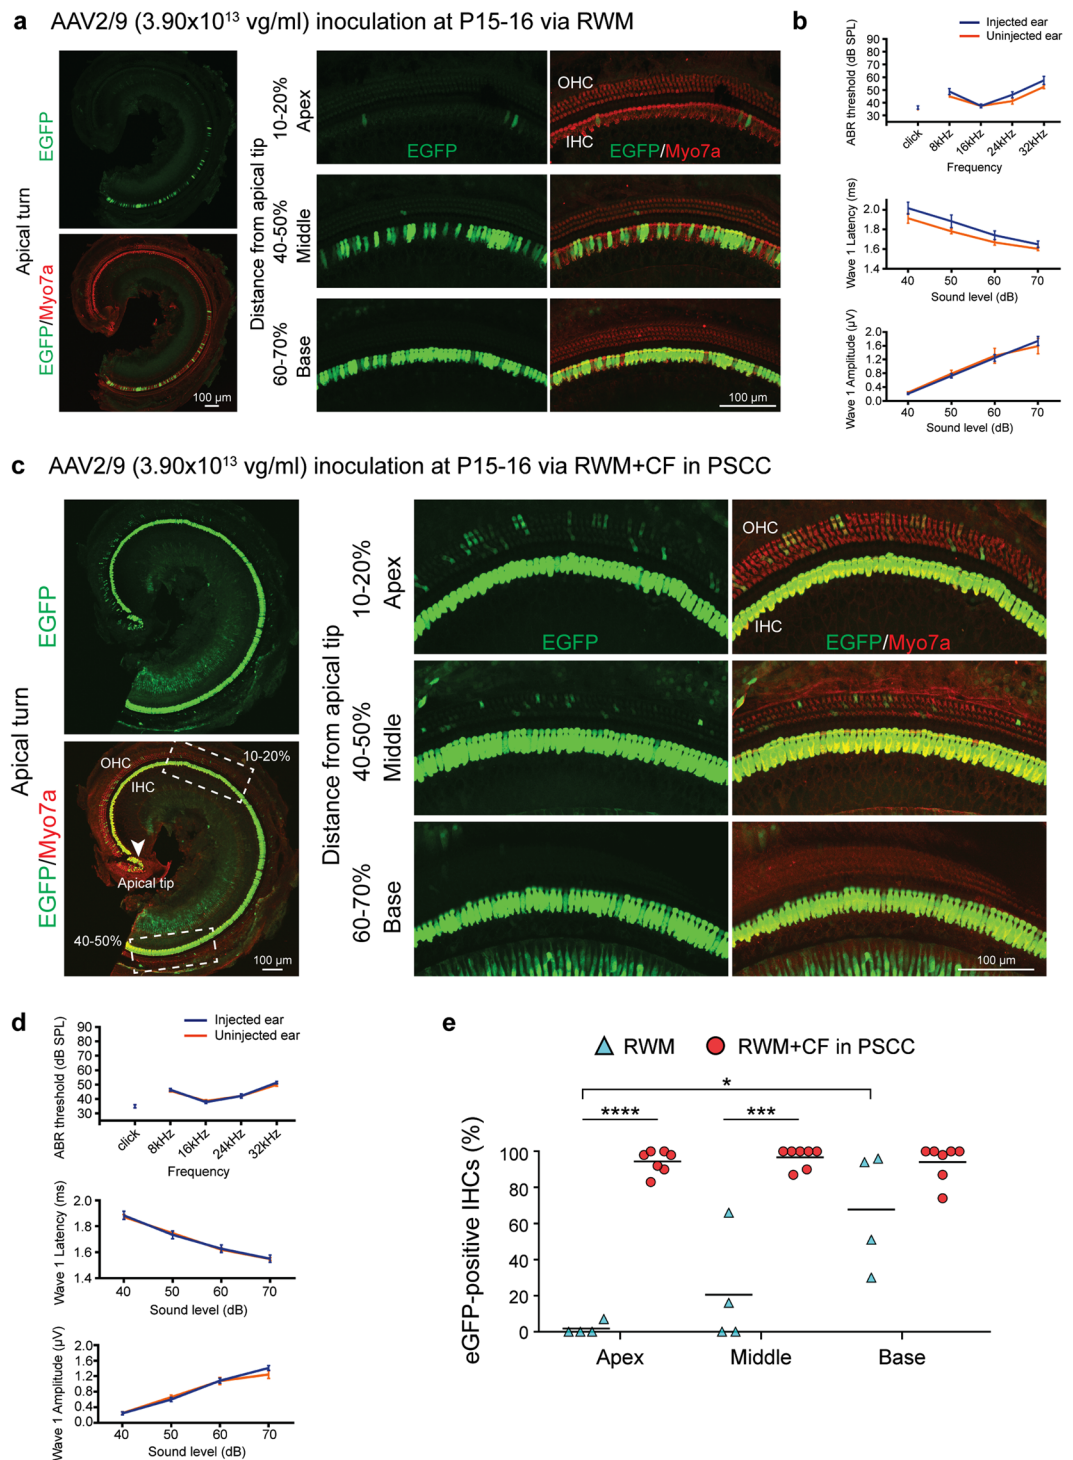 a AAV2/9 (3.90x10¹³ vg/ml) inoculation at P15-16 via RWM
Apical turn
EGFP
EGFP/Myo7a
100 µm
Distance from apical tip
10-20%
Apex
40-50%
Middle
60-70%
Base
EGFP
OHC
IHC
EGFP/Myo7a
100 µm
b
Injected ear
Uninjected ear
ABR threshold (dB SPL)
90
80
70
60
50
40
30
click
8kHz
16kHz
24kHz
32kHz
Frequency
Wave 1 Latency (ms)
2.0
1.8
1.6
1.4
40 50 60 70
Sound level (dB)
Wave 1 Amplitude (µV)
2.0
1.6
1.2
0.8
0.4
0.0
40 50 60 70
Sound level (dB)
c AAV2/9 (3.90x10¹³ vg/ml) inoculation at P15-16 via RWM+CF in PSCC
Apical turn
EGFP
EGFP/Myo7a
OHC
IHC
10-20%
Apical tip
40-50%
100 µm
Distance from apical tip
10-20%
Apex
40-50%
Middle
60-70%
Base
EGFP
OHC
IHC
EGFP/Myo7a
100 µm
d
Injected ear
Uninjected ear
ABR threshold (dB SPL)
90
80
70
60
50
40
30
click
8kHz
16kHz
24kHz
32kHz
Frequency
Wave 1 Latency (ms)
2.0
1.8
1.6
1.4
40 50 60 70
Sound level (dB)
Wave 1 Amplitude (µV)
2.0
1.6
1.2
0.8
0.4
0.0
40 50 60 70
Sound level (dB)
e
RWM
RWM+CF in PSCC
*
**** ***
eGFP-positive IHCs (%)
100
80
60
40
20
0
Apex Middle Base